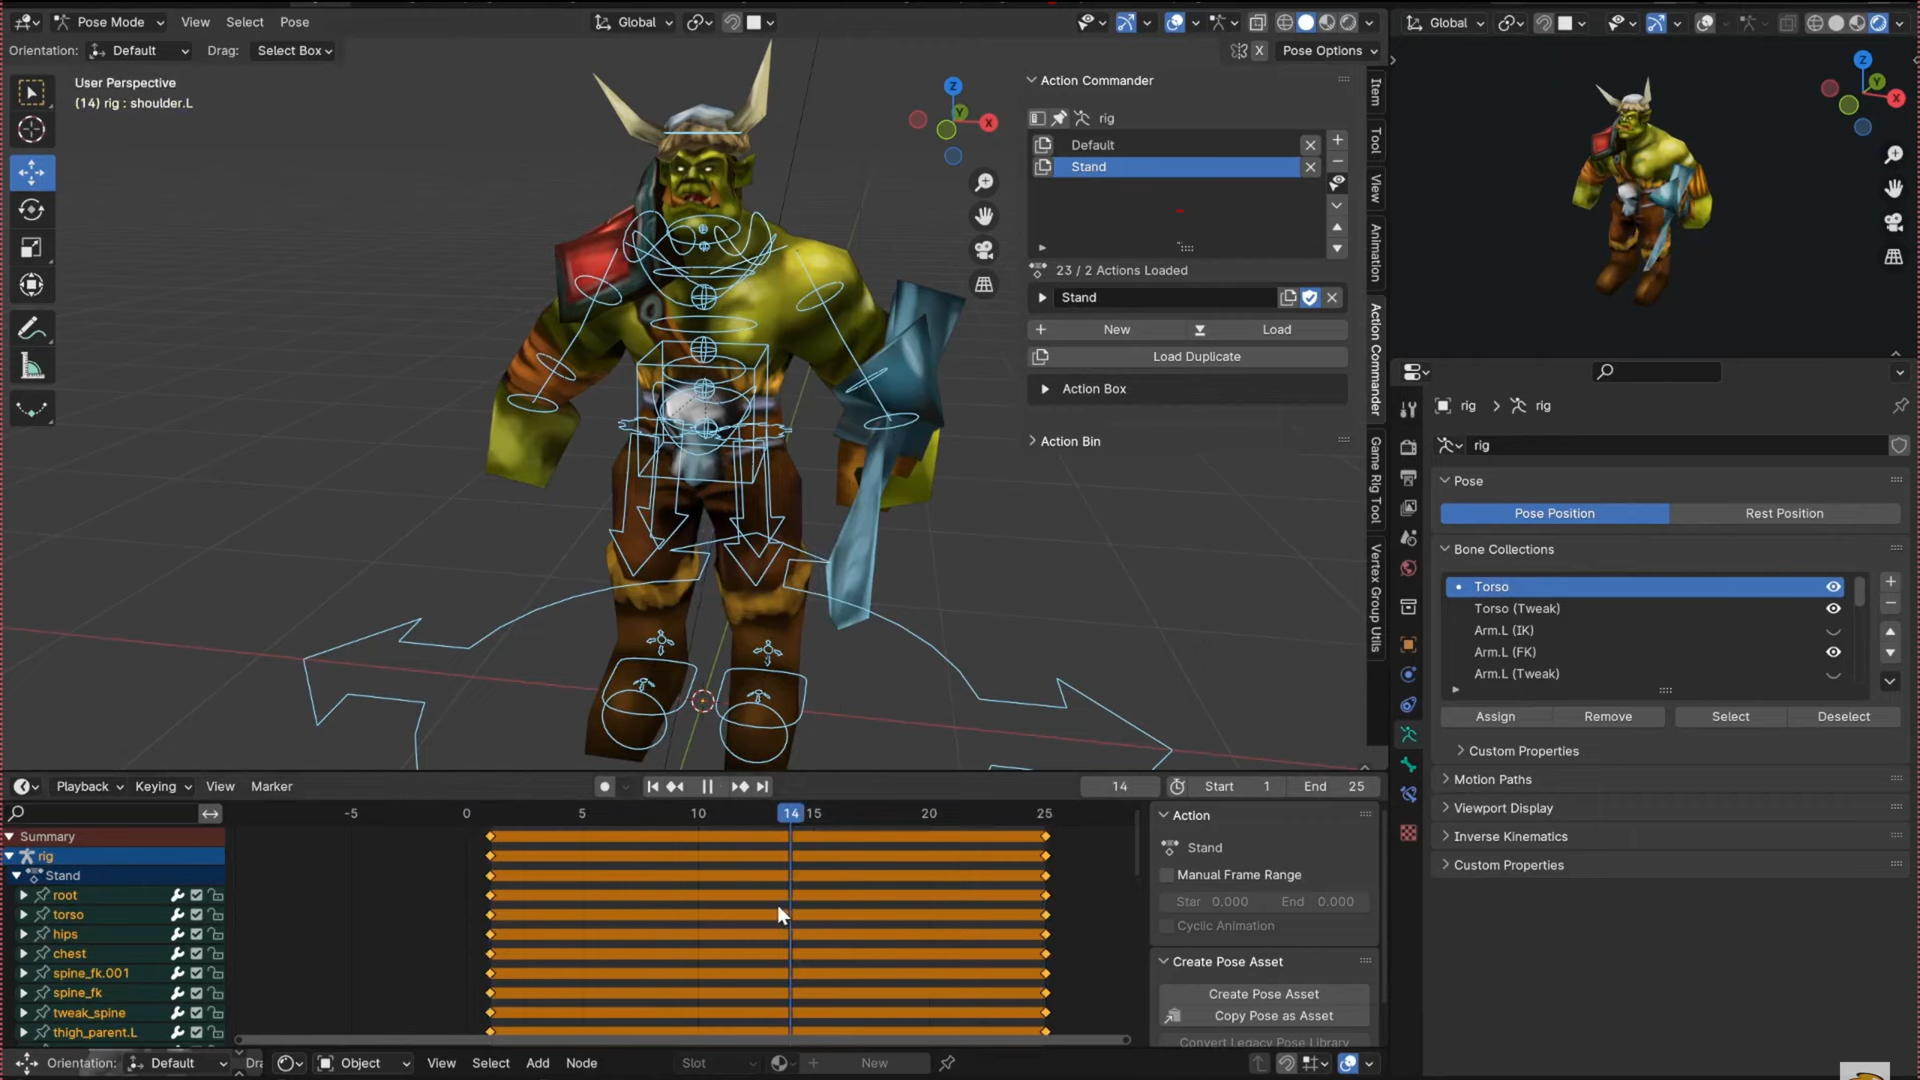 Pose Mode View Select Pose Global
Global
Orientation: Default Drag: Select Box
X Pose Options
User Perspective
(14) rig : shoulder.L
Z
Y
X
Action Commander
rig
Default
Stand
23 / 2 Actions Loaded
Stand
New Load
Load Duplicate
Action Box
Action Bin
Item
Tool
View
Animation
Action Commander
Game Rig Tool
Vertex Group Utils
Z
Y
X
rig rig
rig
Pose
Pose Position Rest Position
Bone Collections
Torso
Torso (Tweak)
Arm.L (IK)
Arm.L (FK)
Arm.L (Tweak)
Assign Remove Select Deselect
Custom Properties
Motion Paths
Viewport Display
Inverse Kinematics
Custom Properties
Playback Keying View Marker
14 Start 1 End 25
-5 0 5 10 14 15 20 25
Summary
rig
Stand
root
torso
hips
chest
spine_fk.001
spine_fk
tweak_spine
thigh_parent.L
Action
Stand
Manual Frame Range
Star 0.000 End 0.000
Cyclic Animation
Create Pose Asset
Create Pose Asset
Copy Pose as Asset
Convert Legacy Pose Library
Orientation: Default Dra Object View Select Add Node Slot New